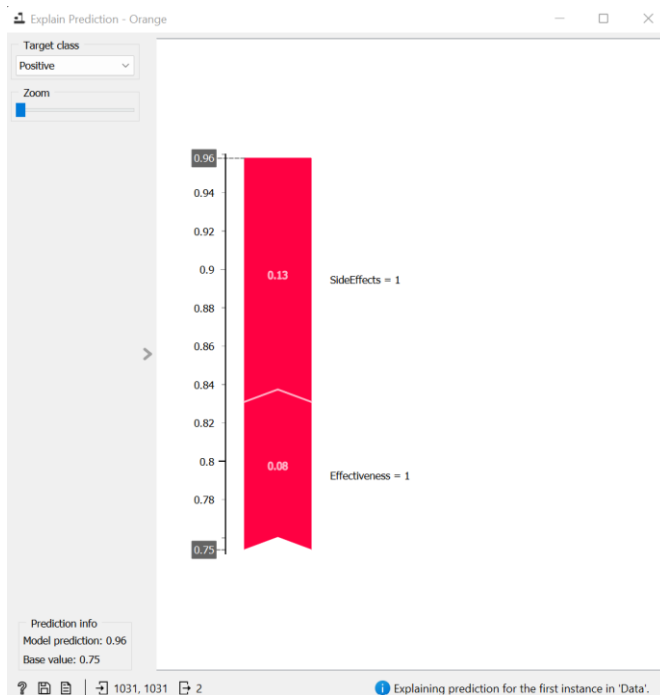 Explain Prediction - Orange
Target class
Positive
Zoom
0.96
0.94
0.92
0.9
0.88
0.86
0.84
0.82
0.8
0.78
0.75
0.13
SideEffects = 1
0.08
Effectiveness = 1
Prediction info
Model prediction: 0.96
Base value: 0.75
? 1031, 1031 2
Explaining prediction for the first instance in 'Data'.